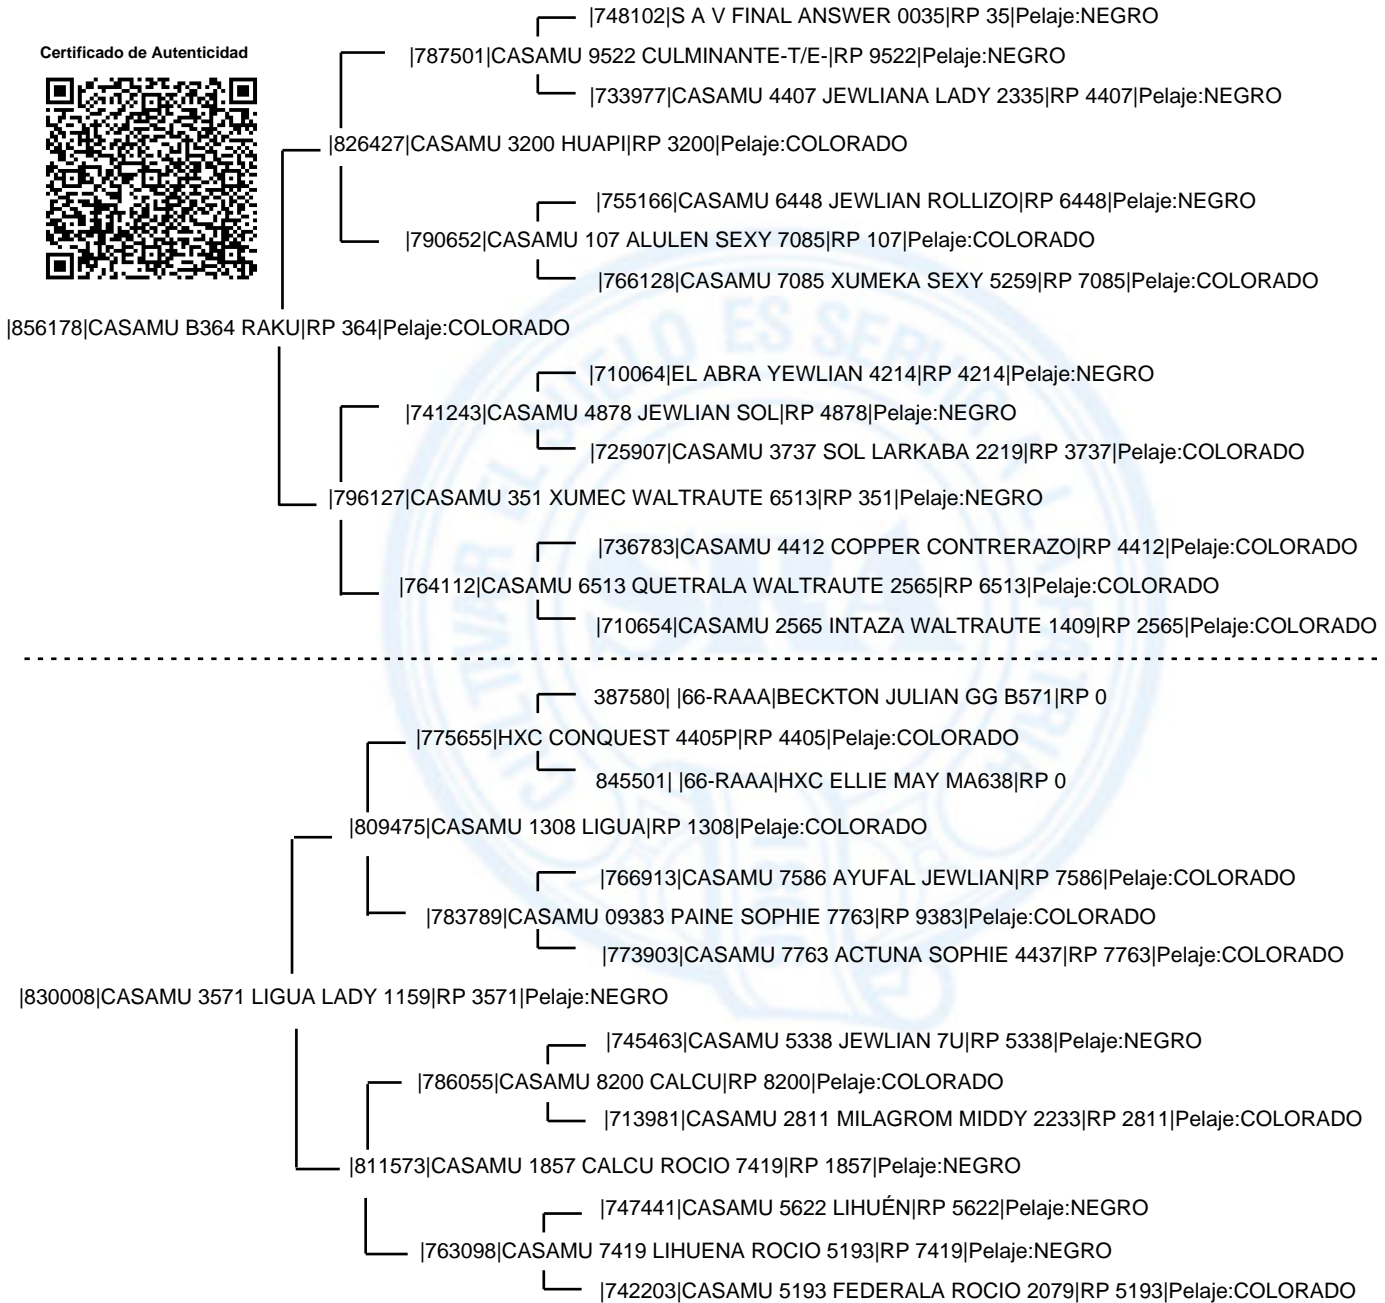 |748102|S A V FINAL ANSWER 0035|RP 35|Pelaje:NEGRO
Certificado de Autenticidad
|787501|CASAMU 9522 CULMINANTE-T/E-|RP 9522|Pelaje:NEGRO
|733977|CASAMU 4407 JEWLIANA LADY 2335|RP 4407|Pelaje:NEGRO
|826427|CASAMU 3200 HUAPI|RP 3200|Pelaje:COLORADO
|755166|CASAMU 6448 JEWLIAN ROLLIZO|RP 6448|Pelaje:NEGRO
|790652|CASAMU 107 ALULEN SEXY 7085|RP 107|Pelaje:COLORADO
|766128|CASAMU 7085 XUMEKA SEXY 5259|RP 7085|Pelaje:COLORADO
|856178|CASAMU B364 RAKU|RP 364|Pelaje:COLORADO
|710064|EL ABRA YEWLIAN 4214|RP 4214|Pelaje:NEGRO
|741243|CASAMU 4878 JEWLIAN SOL|RP 4878|Pelaje:NEGRO
|725907|CASAMU 3737 SOL LARKABA 2219|RP 3737|Pelaje:COLORADO
|796127|CASAMU 351 XUMEC WALTRAUTE 6513|RP 351|Pelaje:NEGRO
|736783|CASAMU 4412 COPPER CONTRERAZO|RP 4412|Pelaje:COLORADO
|764112|CASAMU 6513 QUETRALA WALTRAUTE 2565|RP 6513|Pelaje:COLORADO
|710654|CASAMU 2565 INTAZA WALTRAUTE 1409|RP 2565|Pelaje:COLORADO
387580| |66-RAAA|BECKTON JULIAN GG B571|RP 0
|775655|HXC CONQUEST 4405P|RP 4405|Pelaje:COLORADO
845501| |66-RAAA|HXC ELLIE MAY MA638|RP 0
|809475|CASAMU 1308 LIGUA|RP 1308|Pelaje:COLORADO
|766913|CASAMU 7586 AYUFAL JEWLIAN|RP 7586|Pelaje:COLORADO
|783789|CASAMU 09383 PAINE SOPHIE 7763|RP 9383|Pelaje:COLORADO
|773903|CASAMU 7763 ACTUNA SOPHIE 4437|RP 7763|Pelaje:COLORADO
|830008|CASAMU 3571 LIGUA LADY 1159|RP 3571|Pelaje:NEGRO
|745463|CASAMU 5338 JEWLIAN 7U|RP 5338|Pelaje:NEGRO
|786055|CASAMU 8200 CALCU|RP 8200|Pelaje:COLORADO
|713981|CASAMU 2811 MILAGROM MIDDY 2233|RP 2811|Pelaje:COLORADO
|811573|CASAMU 1857 CALCU ROCIO 7419|RP 1857|Pelaje:NEGRO
|747441|CASAMU 5622 LIHUÉN|RP 5622|Pelaje:NEGRO
|763098|CASAMU 7419 LIHUENA ROCIO 5193|RP 7419|Pelaje:NEGRO
|742203|CASAMU 5193 FEDERALA ROCIO 2079|RP 5193|Pelaje:COLORADO
CULTIVAR EL SUELO ES SERVIR A LA PATRIA
SRA
1866